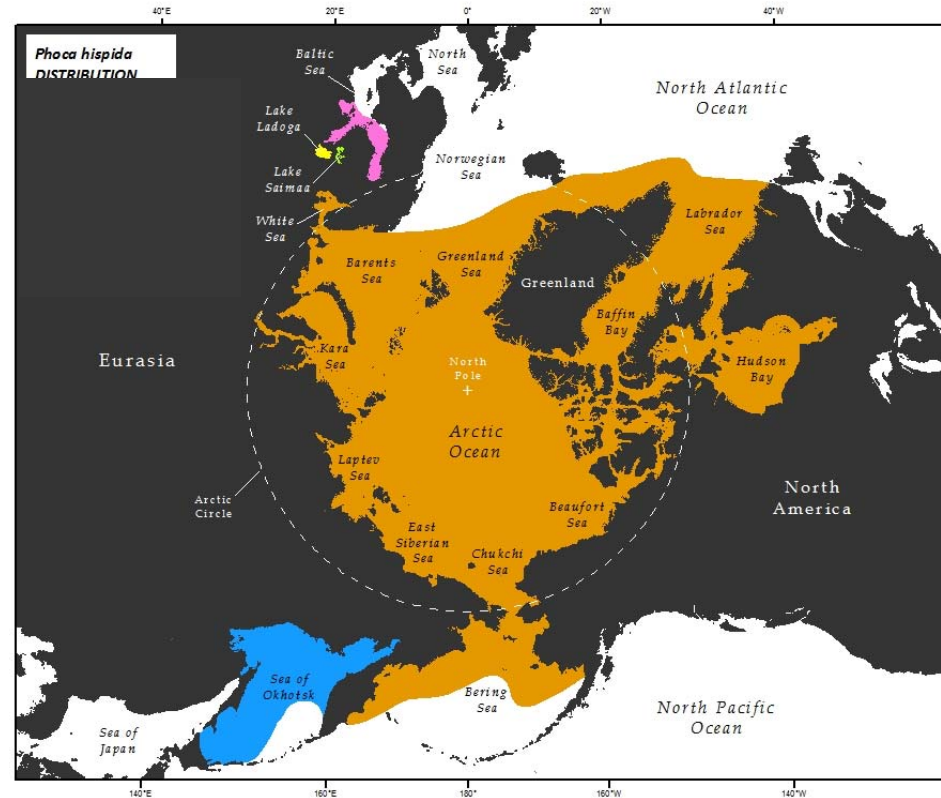 40°E 20°E 0° 20°W 40°W
Phoca hispida
DISTRIBUTION
Baltic
Sea
North
Sea
North Atlantic
Ocean
Lake
Ladoga
Lake
Saimaa
Norwegian
Sea
White
Sea
Labrador
Sea
Barents
Sea
Greenland
Sea
Greenland
Baffin
Bay
Kara
Sea
Eurasia
North
Pole
Hudson
Bay
Arctic
Ocean
Laptev
Sea
Arctic
Circle
North
America
Beaufort
Sea
East
Siberian
Sea
Chukchi
Sea
Sea of
Okhotsk
Bering
Sea
North Pacific
Ocean
Sea of
Japan
140°E 160°E 180° 160°W 140°W